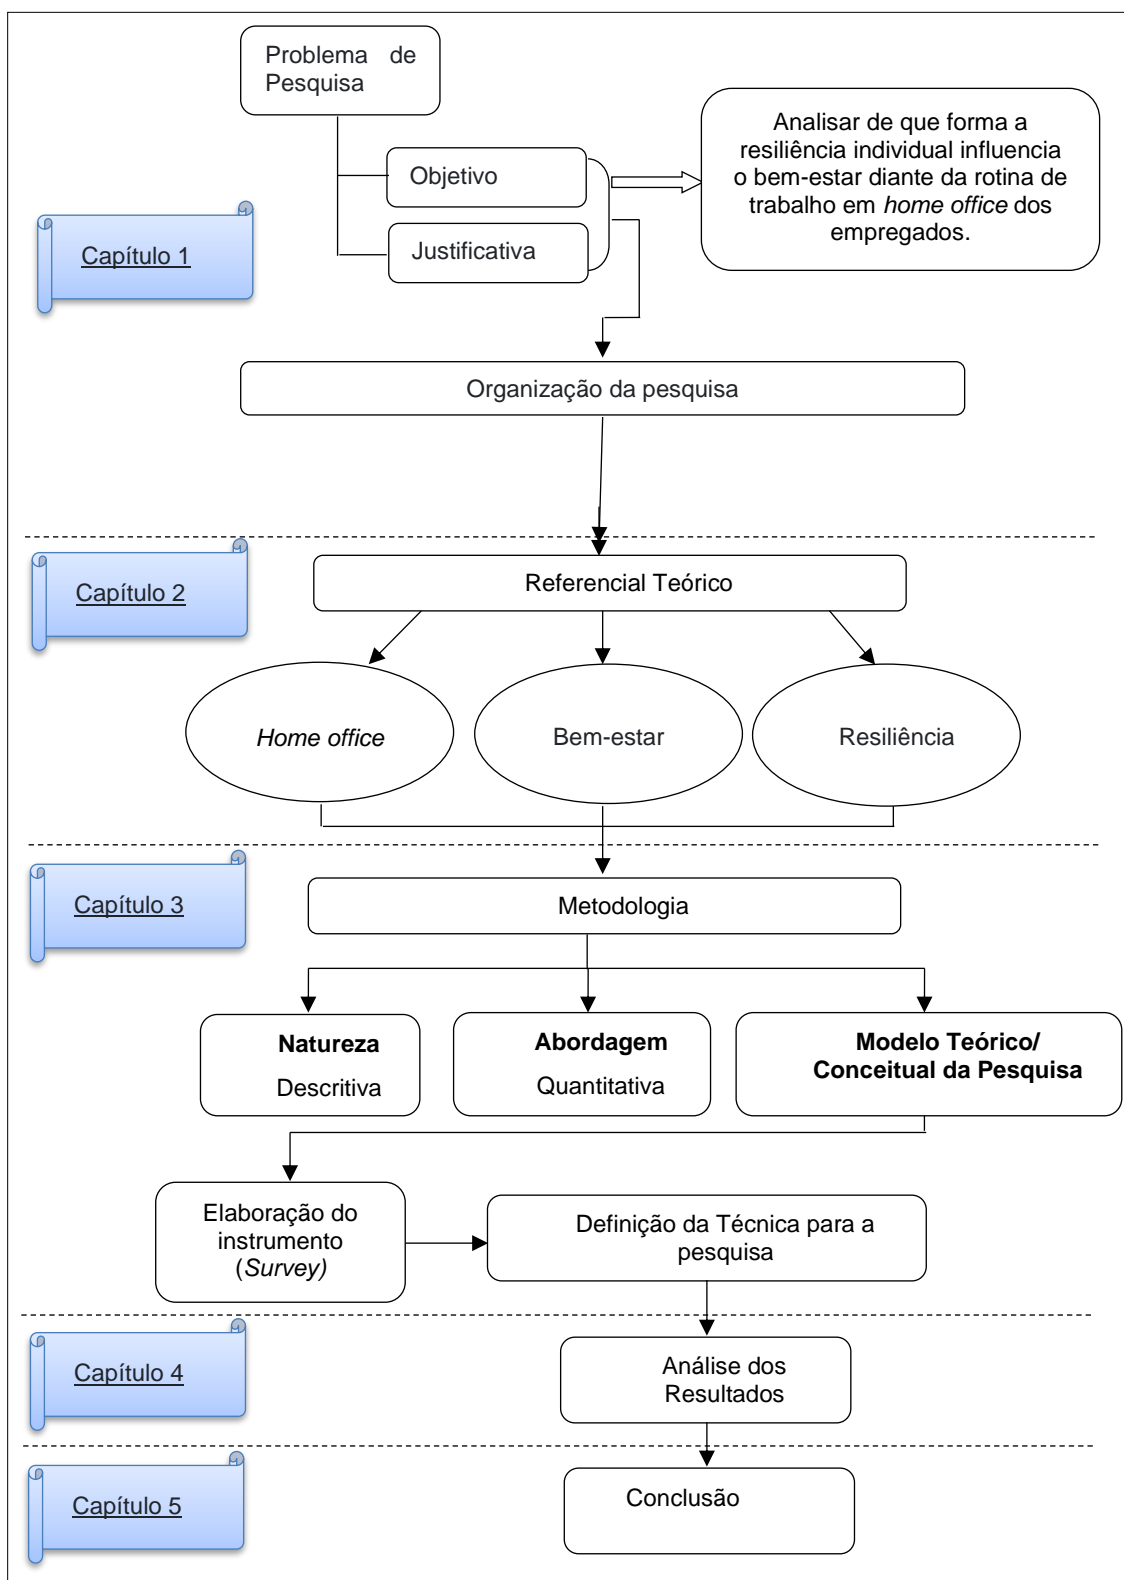 Problema de
Pesquisa
Objetivo
Justificativa
Analisar de que forma a
resiliência individual influencia
o bem-estar diante da rotina de
trabalho em home office dos
empregados.
Capítulo 1
Organização da pesquisa
Capítulo 2
Referencial Teórico
Home office
Bem-estar
Resiliência
Capítulo 3
Metodologia
Natureza
Descritiva
Abordagem
Quantitativa
Modelo Teórico/
Conceitual da Pesquisa
Elaboração do
instrumento
(Survey)
Definição da Técnica para a
pesquisa
Capítulo 4
Análise dos
Resultados
Capítulo 5
Conclusão